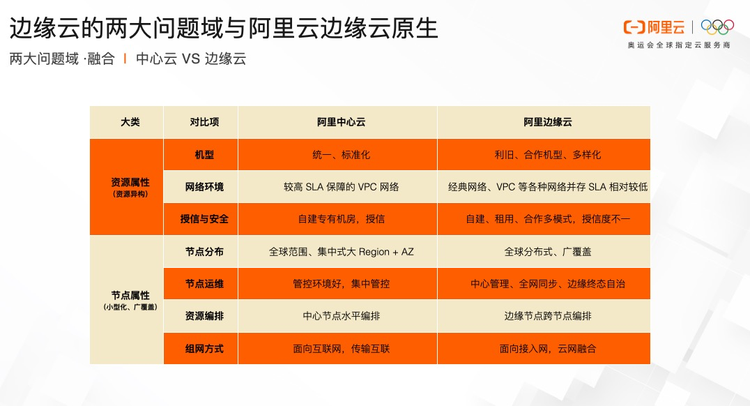 边缘云的两大问题域与阿里云边缘云原生
阿里云
奥运会全球指定云服务商
两大问题域 ·融合 | 中心云 VS 边缘云
大类 对比项 阿里中心云 阿里边缘云
资源属性
(资源异构)
机型 统一、标准化 利旧、合作机型、多样化
网络环境 较高 SLA 保障的 VPC 网络 经典网络、VPC 等各种网络并存 SLA 相对较低
授信与安全 自建专有机房，授信 自建、租用、合作多模式，授信度不一
节点属性
(小型化、广覆盖)
节点分布 全球范围、集中式大 Region + AZ 全球分布式、广覆盖
节点运维 管控环境好，集中管控 中心管理、全网同步、边缘终态自治
资源编排 中心节点水平编排 边缘节点跨节点编排
组网方式 面向互联网，传输互联 面向接入网，云网融合